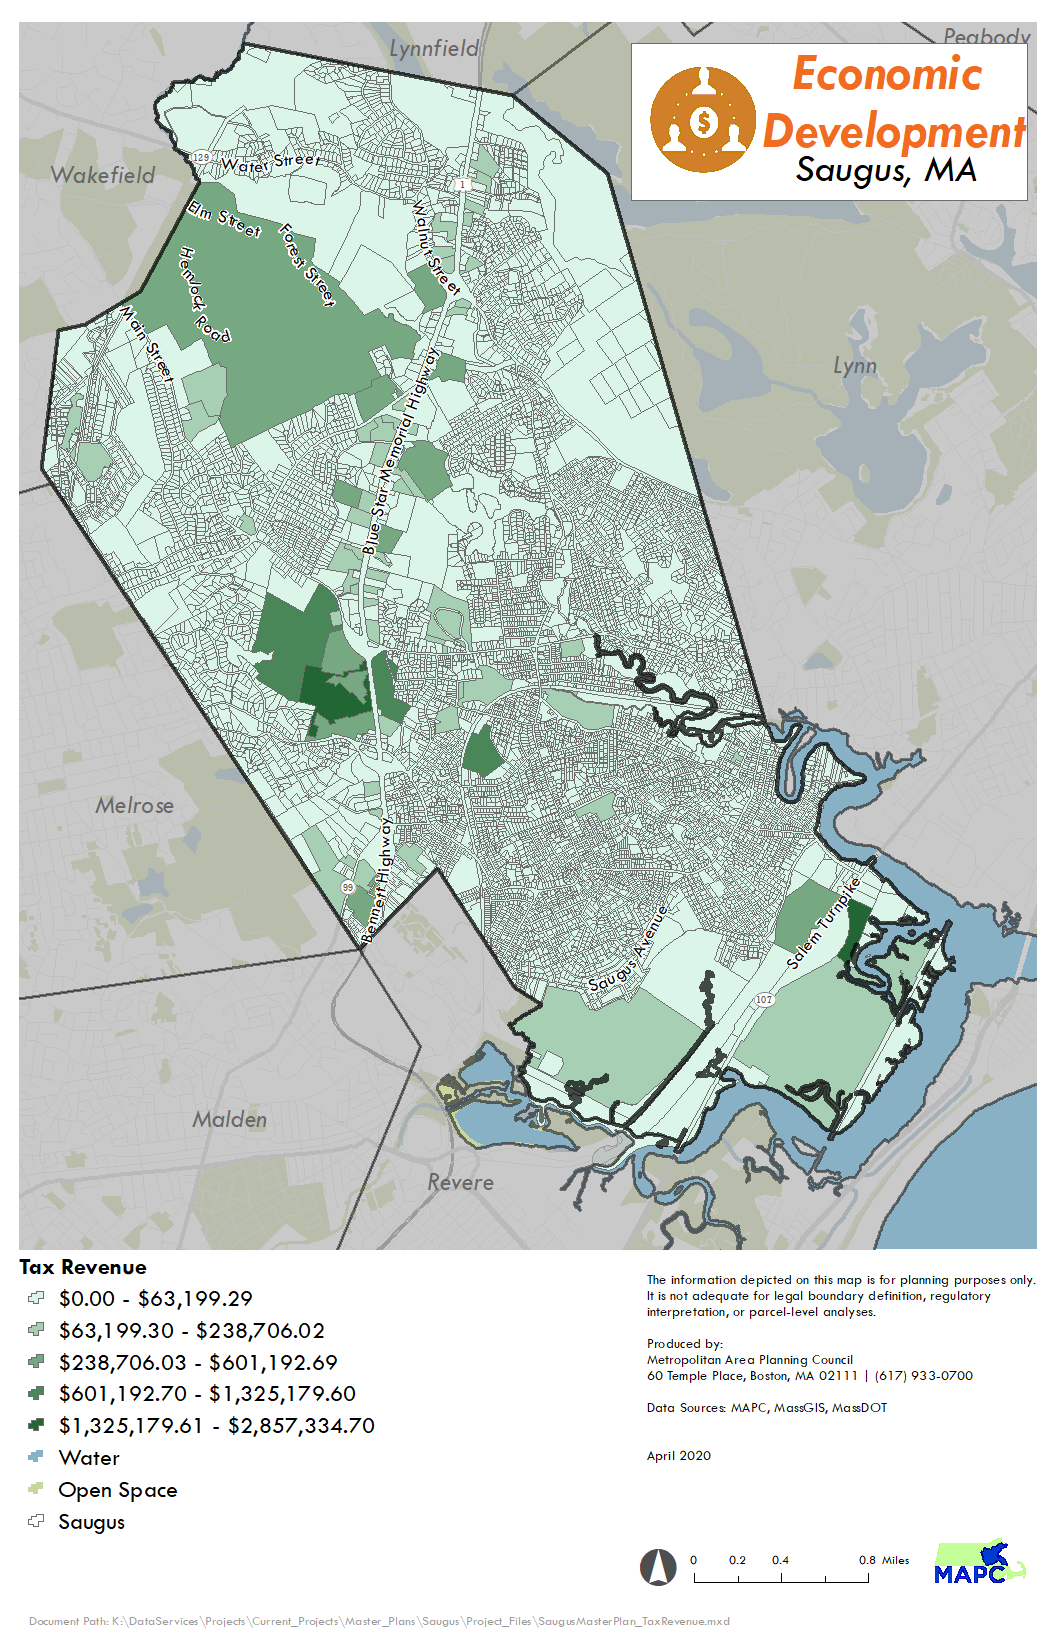 Lynnfield
Peabody
Economic
Development
Saugus, MA
$
129
Water Street
Wakefield
1
Elm Street
Walnut Street
Forest Street
Hemlock Road
Main Street
Lynn
Blue Star Memorial Highway
Melrose
Bennett Highway
99
Salem Turnpike
Saugus Avenue
107
Malden
Revere
Tax Revenue
$0.00 - $63,199.29
$63,199.30 - $238,706.02
$238,706.03 - $601,192.69
$601,192.70 - $1,325,179.60
$1,325,179.61 - $2,857,334.70
Water
Open Space
Saugus
The information depicted on this map is for planning purposes only.
It is not adequate for legal boundary definition, regulatory
interpretation, or parcel-level analyses.
Produced by:
Metropolitan Area Planning Council
60 Temple Place, Boston, MA 02111 | (617) 933-0700
Data Sources: MAPC, MassGIS, MassDOT
April 2020
0 0.2 0.4 0.8 Miles
MAPC
Document Path: K:\DataServices\Projects\Current_Projects\Master_Plans\Saugus\Project_Files\SaugusMasterPlan_TaxRevenue.mxd